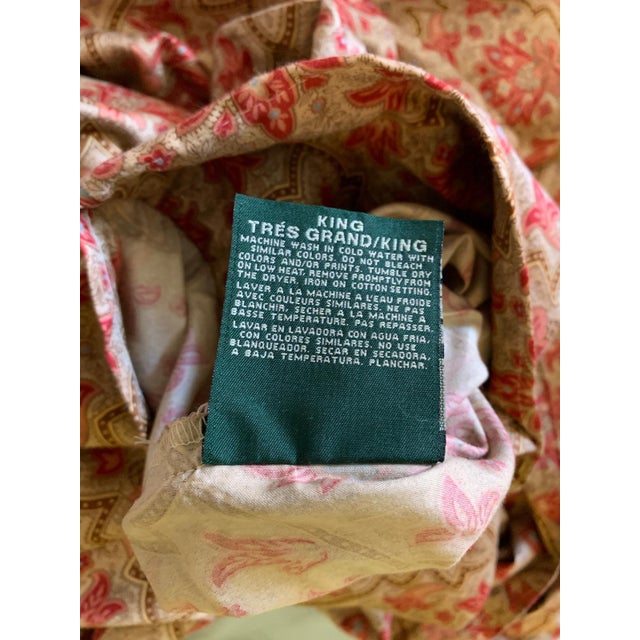 KING
TRÉS GRAND/KING
MACHINE WASH IN COLD WATER WITH
SIMILAR COLORS. DO NOT BLEACH
COLORS AND/OR PRINTS. TUMBLE DRY
ON LOW HEAT. REMOVE PROMPTLY FROM
THE DRYER. IRON ON COTTON SETTING.
LAVER A LA MACHINE A L'EAU FROIDE
AVEC COULEURS SIMILARES. NE PAS
BLANCHIR, SECHER A LA MACHINE A
BASSE TEMPERATURE. PAS REPASSER.
LAVAR EN LAVADORA CON AGUA FRIA,
CON COLORES SIMILARES. NO USE
BLANQUEADOR. SECAR EN SECADORA,
A BAJA TEMPERATURA. PLANCHAR.